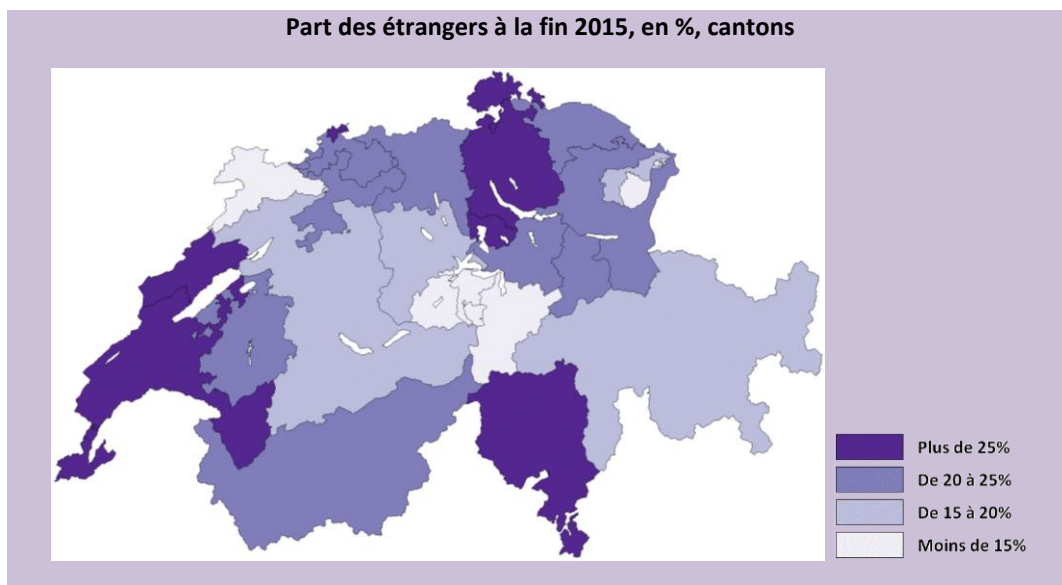 Part des étrangers à la fin 2015, en %, cantons
Plus de 25%
De 20 à 25%
De 15 à 20%
Moins de 15%